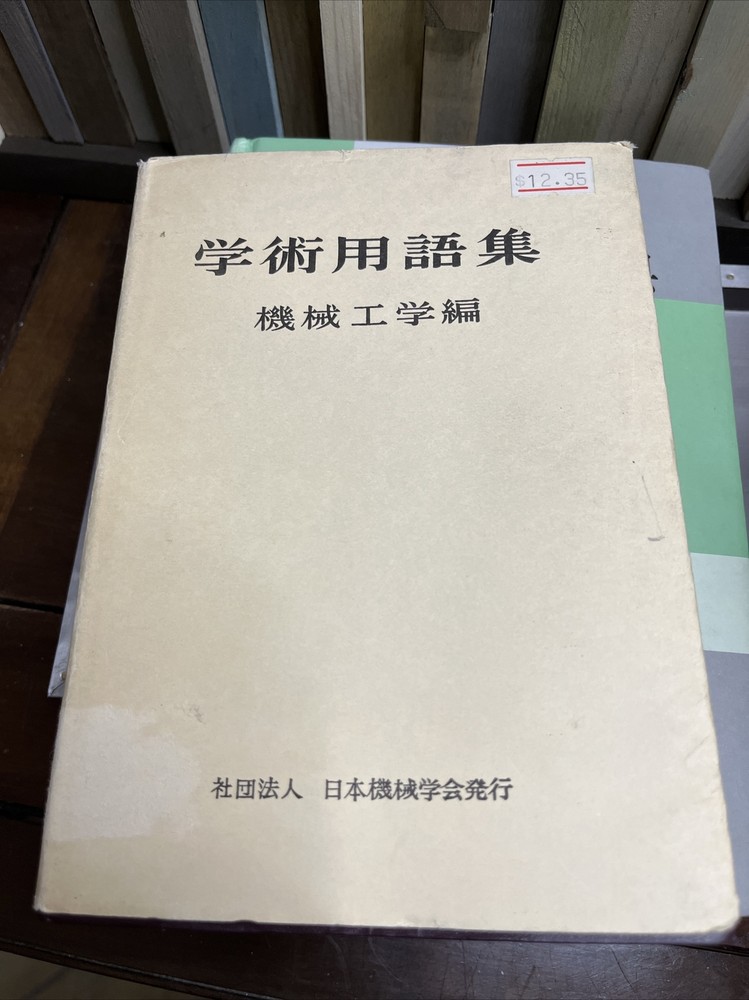 $12.35
学術用語集
機械工学編
社団法人 日本機械学会発行